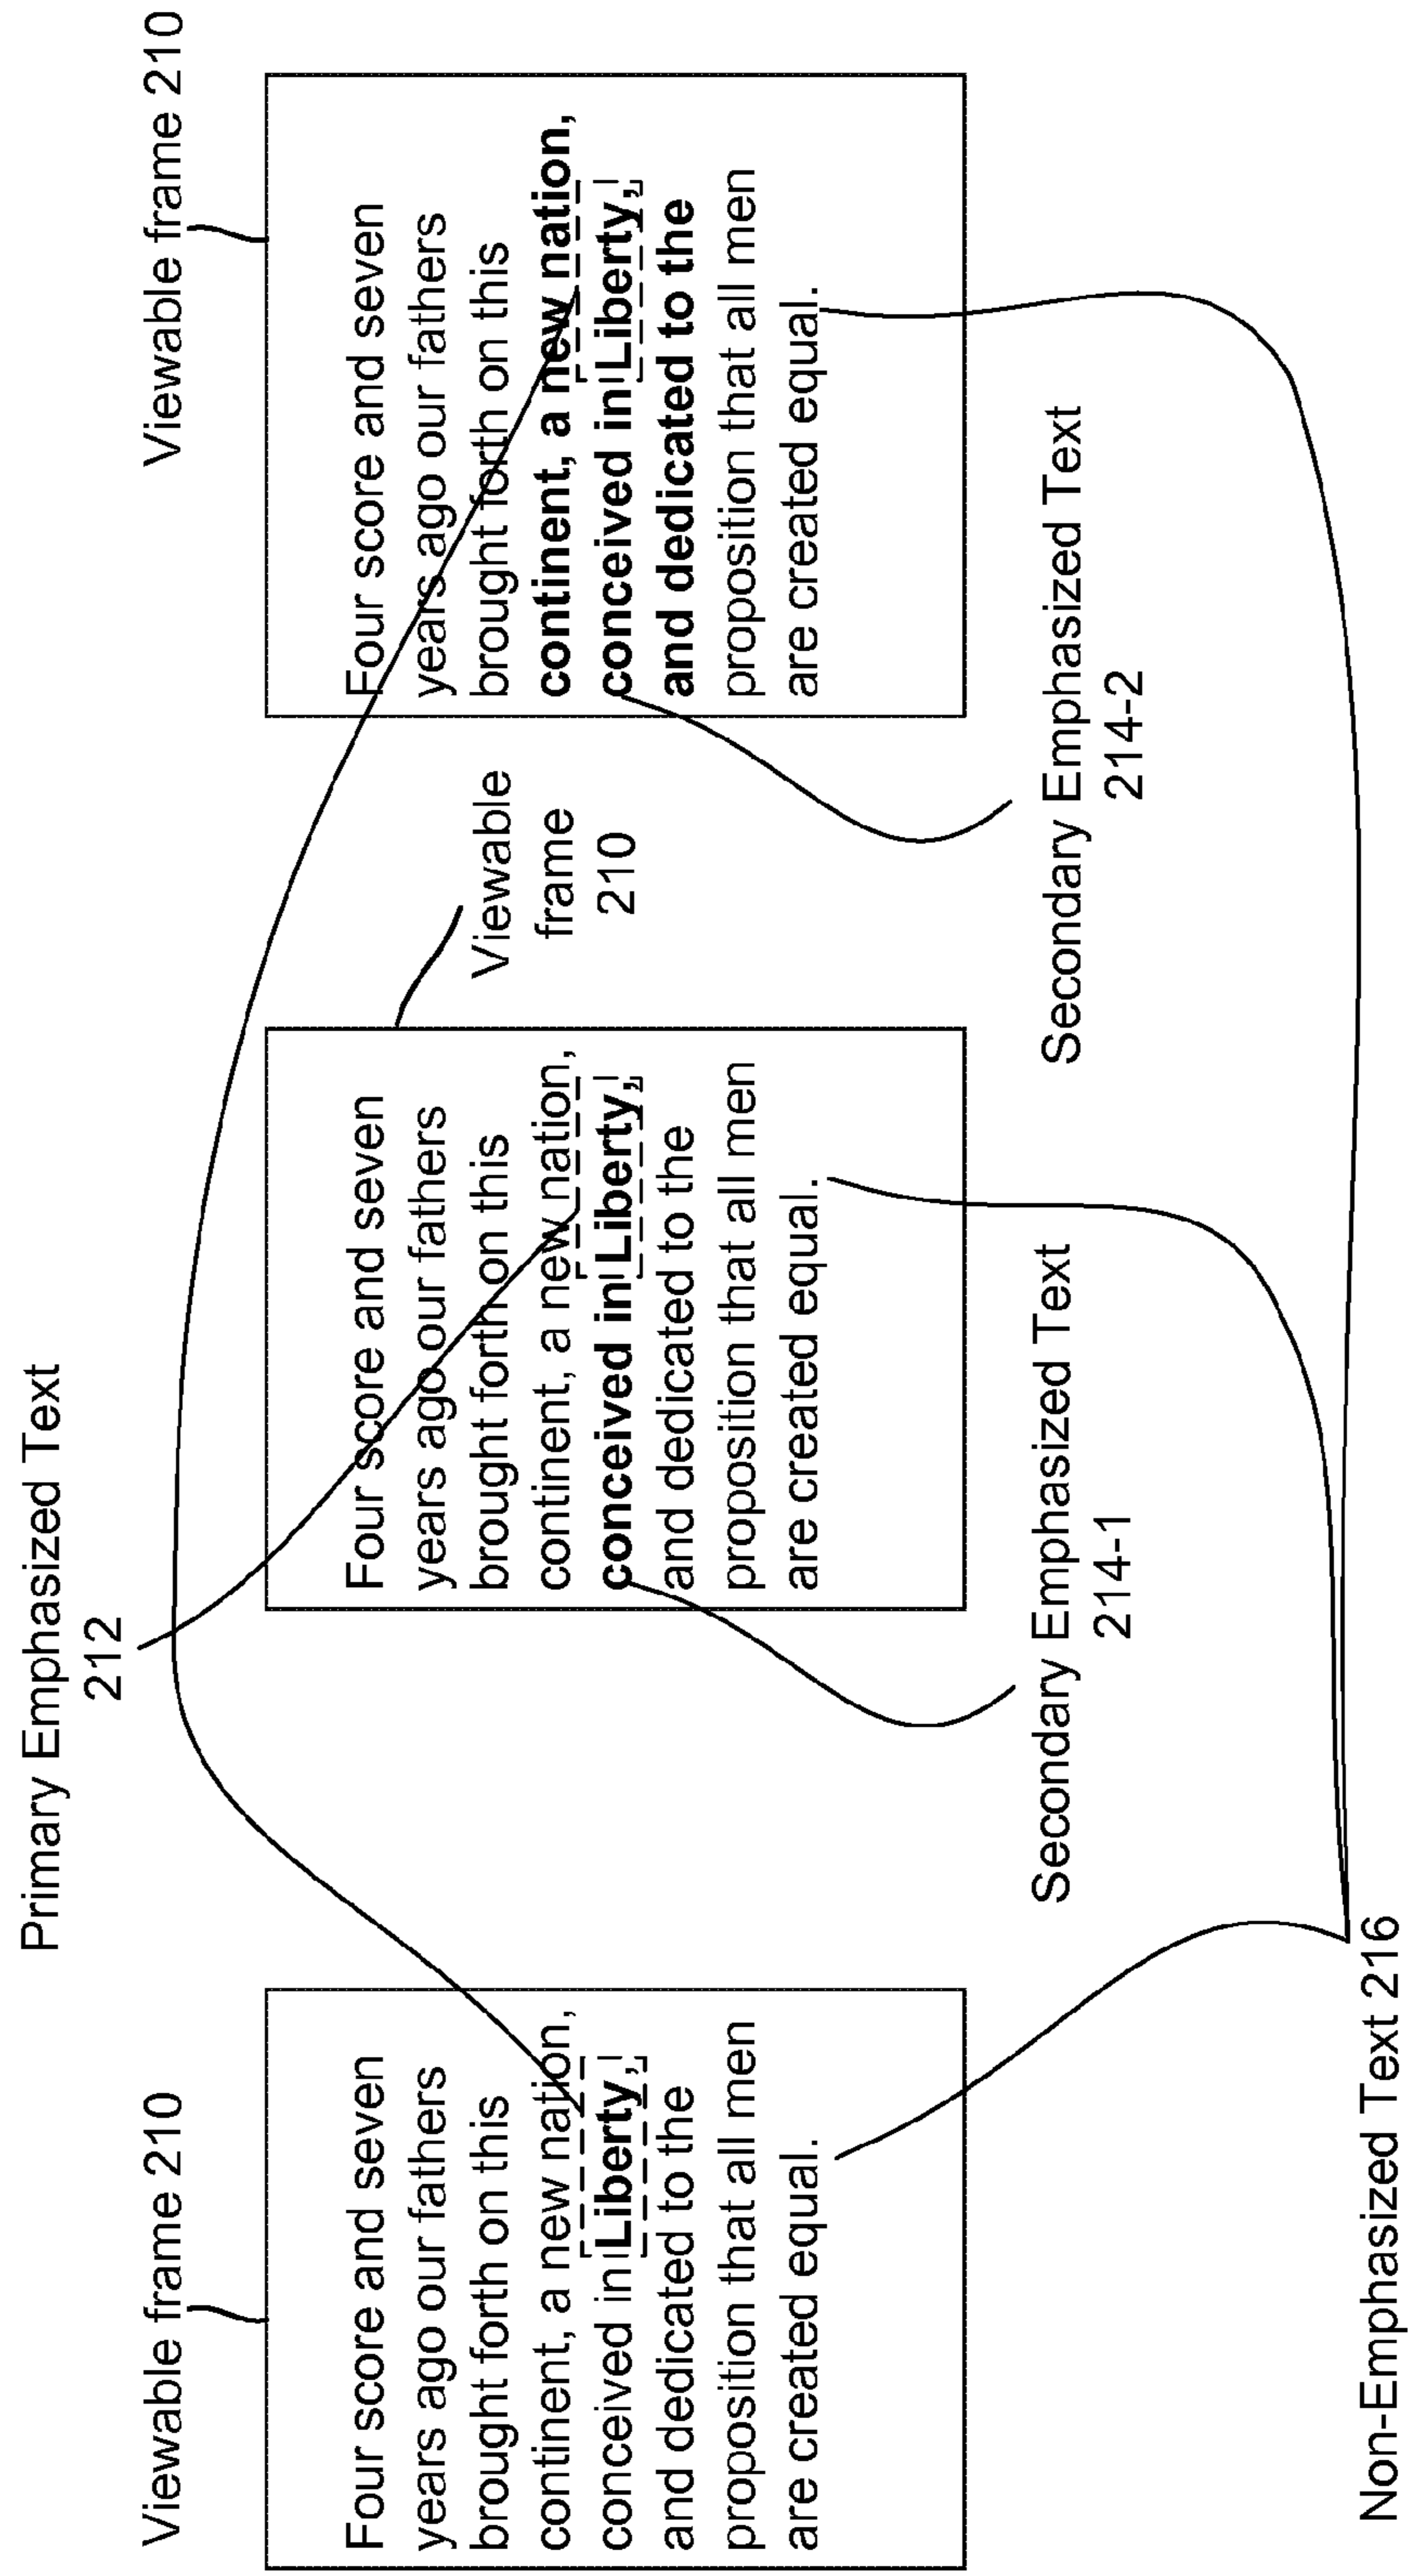 Primary Emphasized Text
212
Viewable frame 210
Four score and seven
years ago our fathers
brought forth on this
continent, a new nation,
conceived in Liberty,
and dedicated to the
proposition that all men
are created equal.
Four score and seven
years ago our fathers
brought forth on this
continent, a new nation,
conceived in Liberty,
and dedicated to the
proposition that all men
are created equal.
Viewable
frame
210
Viewable frame 210
Four score and seven
years ago our fathers
brought forth on this
continent, a new nation,
conceived in Liberty,
and dedicated to the
proposition that all men
are created equal.
Secondary Emphasized Text
214-1
Secondary Emphasized Text
214-2
Non-Emphasized Text 216